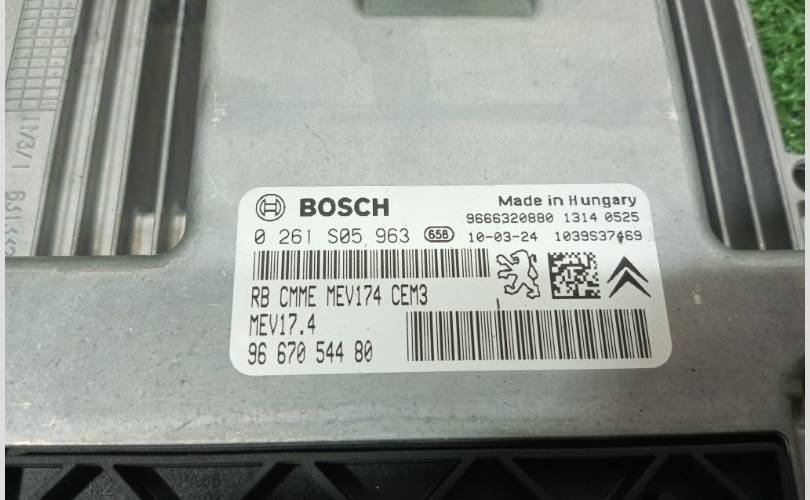 BOSCH
Made in Hungary
9666320880 1314 0525
0 261 S05 963 658 10-03-24 1039S37469
RB CMME MEV174 CEM3
MEV17.4
96 670 544 80